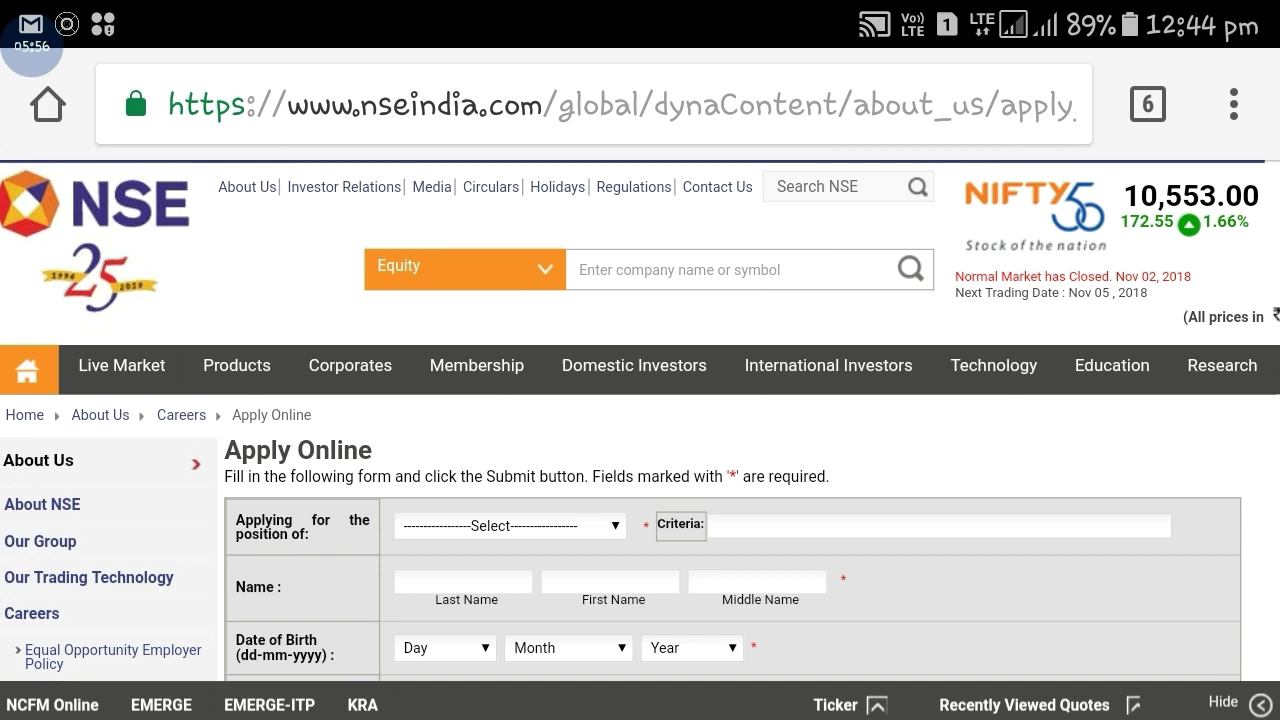 05:56
Vo) LTE 1 LTE 89% 12:44 pm
https://www.nseindia.com/global/dynaContent/about_us/apply_
6
NSE
1994 25 2019
About Us| Investor Relations| Media| Circulars| Holidays| Regulations| Contact Us
Search NSE
Equity
Enter company name or symbol
NIFTY50
Stock of the nation
10,553.00
172.55 1.66%
Normal Market has Closed. Nov 02, 2018
Next Trading Date : Nov 05 , 2018
(All prices in ₹
Live Market Products Corporates Membership Domestic Investors International Investors Technology Education Research
Home About Us Careers Apply Online
About Us
About NSE
Our Group
Our Trading Technology
Careers
Equal Opportunity Employer
Policy
Apply Online
Fill in the following form and click the Submit button. Fields marked with '*' are required.
Applying for the
position of:
-----------------Select-----------------
* Criteria:
Name :
*
Last Name First Name Middle Name
Date of Birth
(dd-mm-yyyy) :
Day Month Year *
NCFM Online EMERGE EMERGE-ITP KRA Ticker Recently Viewed Quotes Hide